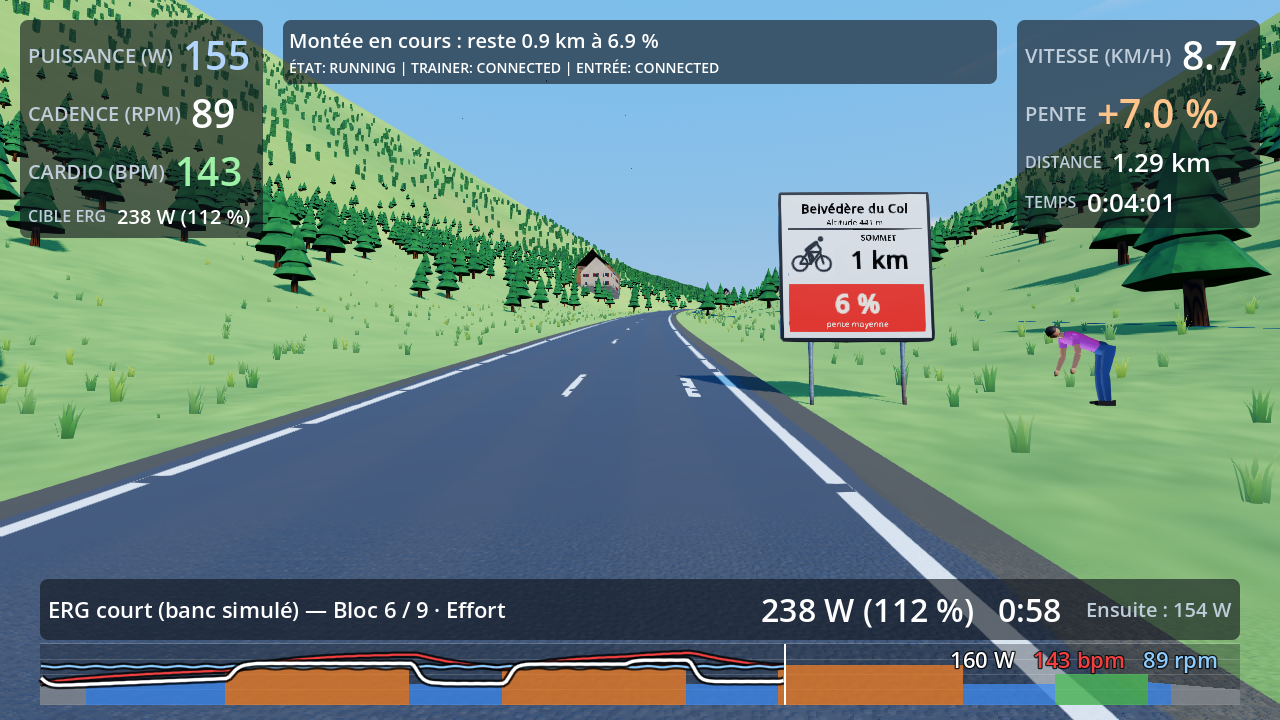 PUISSANCE (W) 155
CADENCE (RPM) 89
CARDIO (BPM) 143
CIBLE ERG 238 W (112 %)
Montée en cours : reste 0.9 km à 6.9 %
ÉTAT: RUNNING | TRAINER: CONNECTED | ENTRÉE: CONNECTED
VITESSE (KM/H) 8.7
PENTE +7.0 %
DISTANCE 1.29 km
TEMPS 0:04:01
Belvédère du Col
Altitude 441 m
SOMMET
1 km
6 %
pente moyenne
ERG court (banc simulé) — Bloc 6 / 9 · Effort 238 W (112 %) 0:58 Ensuite : 154 W
160 W 143 bpm 89 rpm